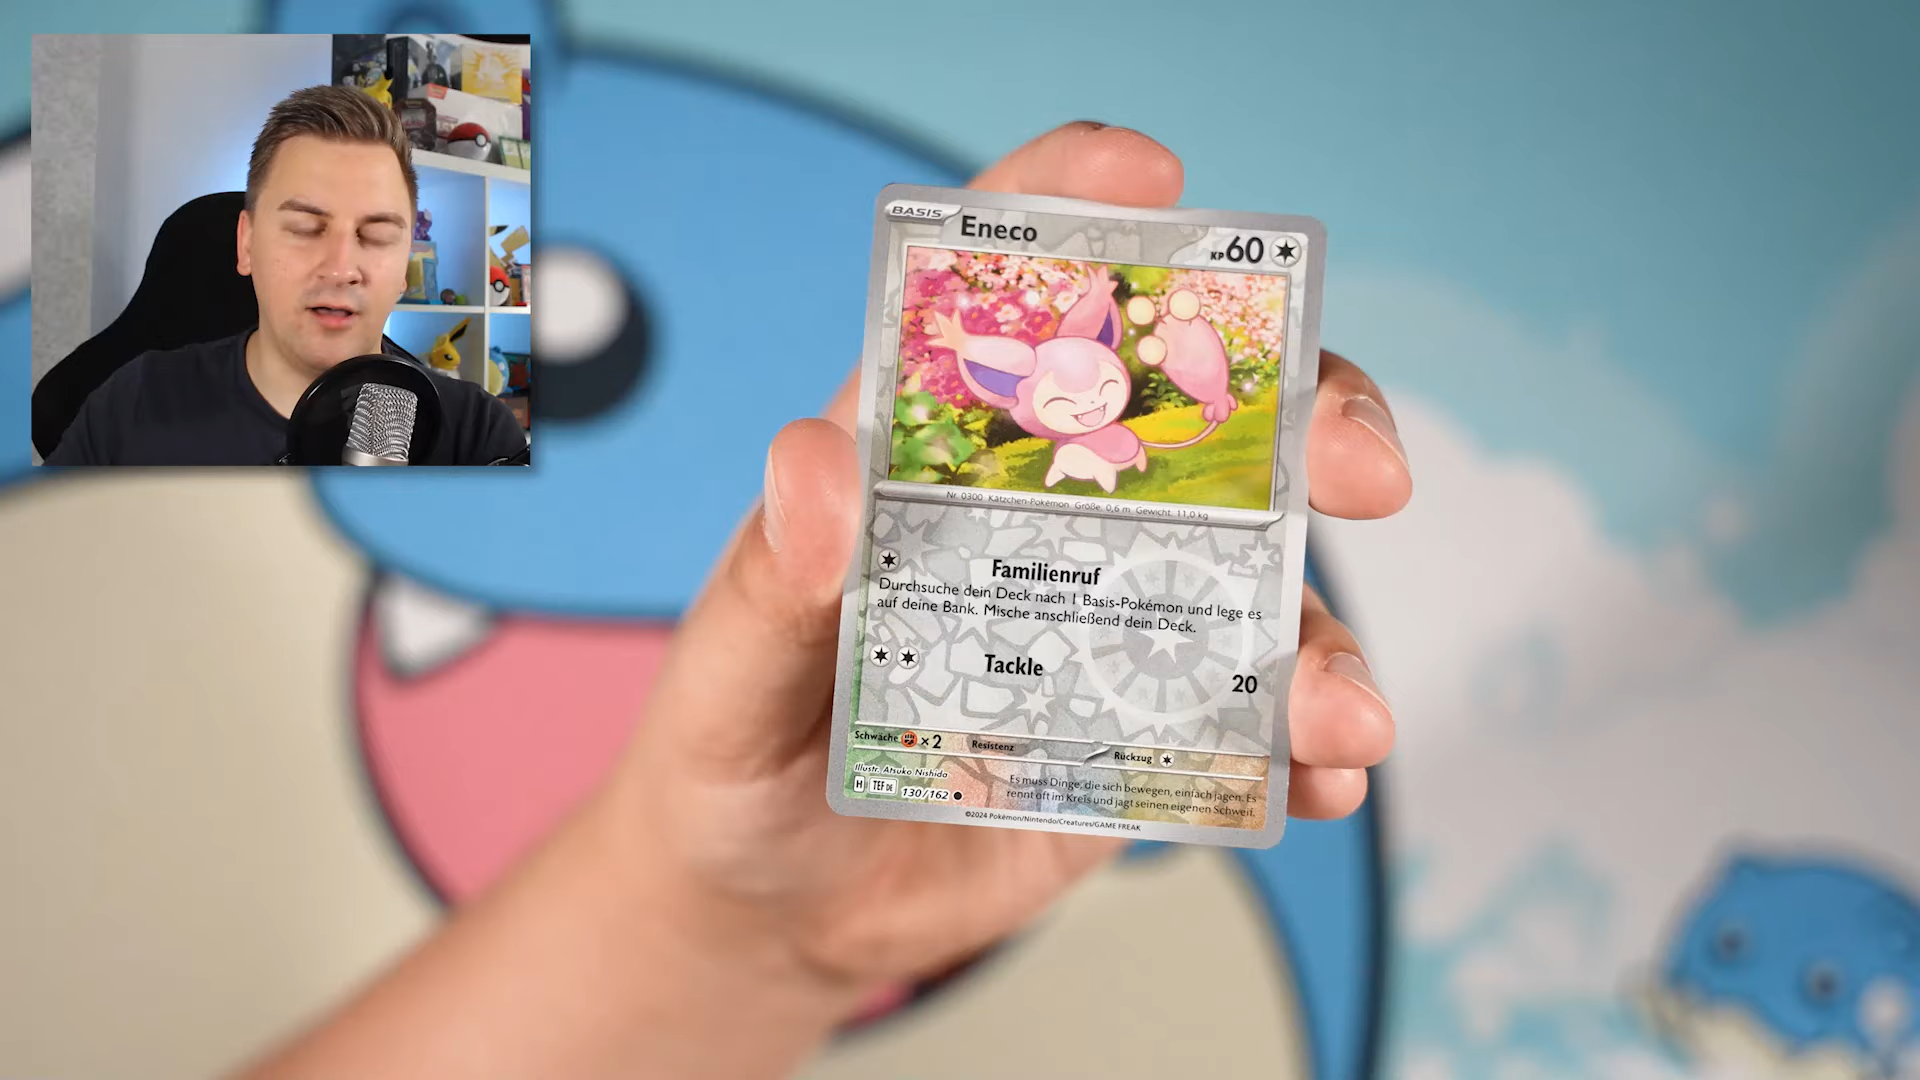 BASIS
Eneco
KP 60
Nr. 0300 Kätzchen-Pokémon Größe: 0,6 m Gewicht: 11,0 kg
Familienruf
Durchsuche dein Deck nach 1 Basis-Pokémon und lege es
auf deine Bank. Mische anschließend dein Deck.
Tackle
20
Schwäche ×2 Resistenz Rückzug
Illustr. Atsuko Nishida
H TEF DE 130/162
Es muss Dinge, die sich bewegen, einfach jagen. Es
rennt oft im Kreis und jagt seinen eigenen Schweif.
©2024 Pokémon/Nintendo/Creatures/GAME FREAK